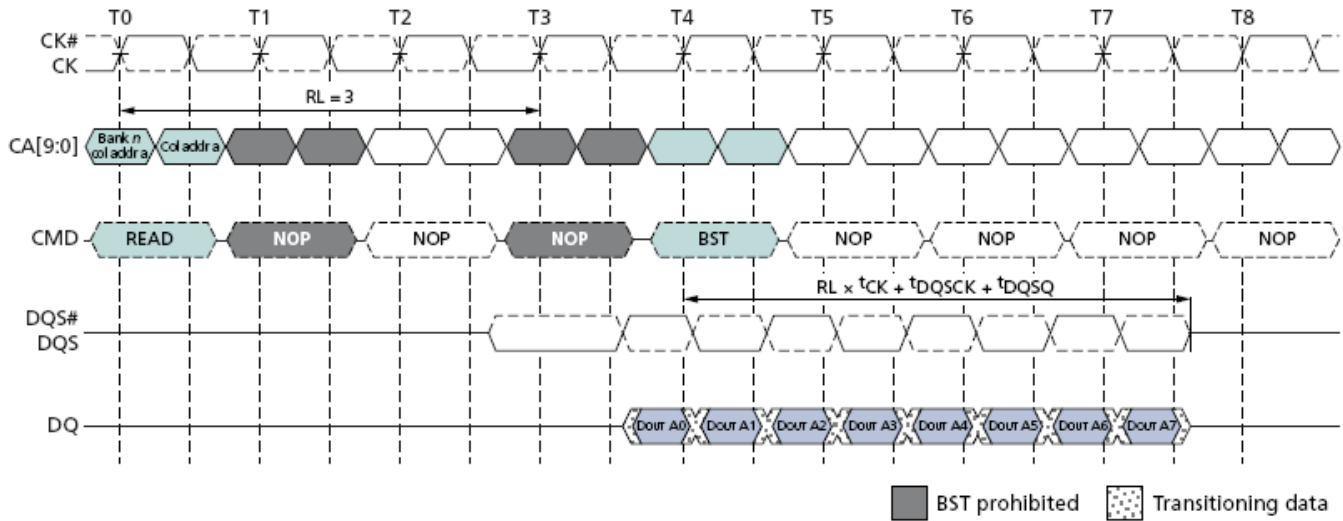 T0 T1 T2 T3 T4 T5 T6 T7 T8
CK#
CK
RL = 3
CA[9:0] Bank n col addr a Col addr a
CMD READ NOP NOP NOP BST NOP NOP NOP NOP
RL × tCK + tDQSCK + tDQSQ
DQS#
DQS
DQ DOUT A0 DOUT A1 DOUT A2 DOUT A3 DOUT A4 DOUT A5 DOUT A6 DOUT A7
BST prohibited Transitioning data